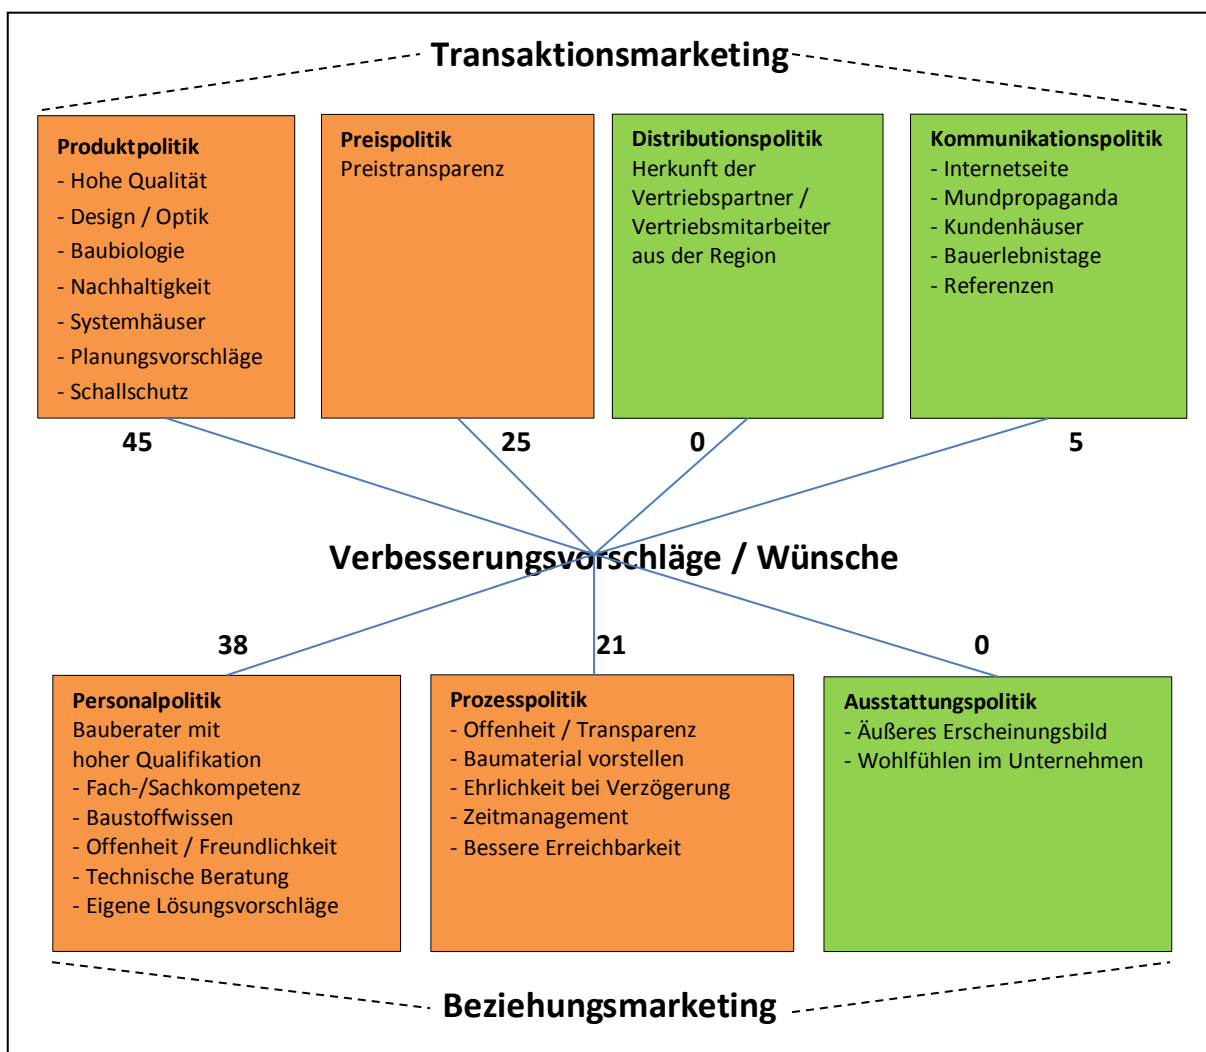 Transaktionsmarketing
Produktpolitik
- Hohe Qualität
- Design / Optik
- Baubiologie
- Nachhaltigkeit
- Systemhäuser
- Planungsvorschläge
- Schallschutz
Preispolitik
Preistransparenz
Distributionspolitik
Herkunft der
Vertriebspartner /
Vertriebsmitarbeiter
aus der Region
Kommunikationspolitik
- Internetseite
- Mundpropaganda
- Kundenhäuser
- Bauerlebnistage
- Referenzen
45
25
0
5
Verbesserungsvorschläge / Wünsche
38
21
0
Personalpolitik
Bauberater mit
hoher Qualifikation
- Fach-/Sachkompetenz
- Baustoffwissen
- Offenheit / Freundlichkeit
- Technische Beratung
- Eigene Lösungsvorschläge
Prozesspolitik
- Offenheit / Transparenz
- Baumaterial vorstellen
- Ehrlichkeit bei Verzögerung
- Zeitmanagement
- Bessere Erreichbarkeit
Ausstattungspolitik
- Äußeres Erscheinungsbild
- Wohlfühlen im Unternehmen
Beziehungsmarketing